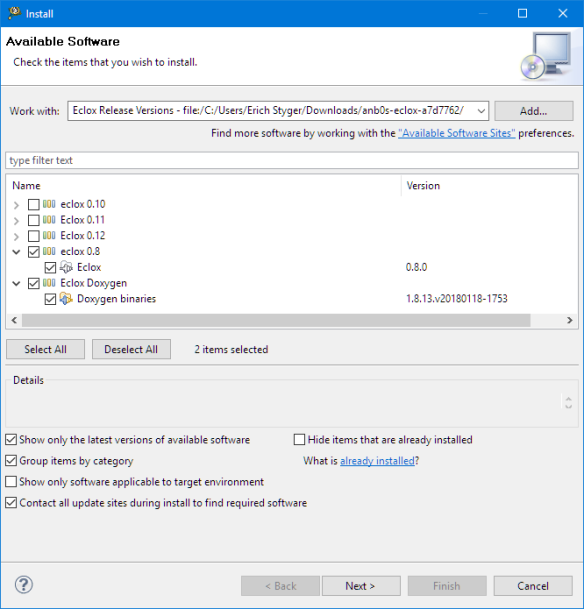 Install
Available Software
Check the items that you wish to install.
Work with: Eclox Release Versions - file:/C:/Users/Erich Styger/Downloads/anb0s-eclox-a7d7762/ Add...
Find more software by working with the "Available Software Sites" preferences.
type filter text
Name Version
eclox 0.10
eclox 0.11
eclox 0.12
eclox 0.8
Eclox 0.8.0
Eclox Doxygen
Doxygen binaries 1.8.13.v20180118-1753
Select All Deselect All 2 items selected
Details
Show only the latest versions of available software Hide items that are already installed
Group items by category What is already installed?
Show only software applicable to target environment
Contact all update sites during install to find required software
? < Back Next > Finish Cancel